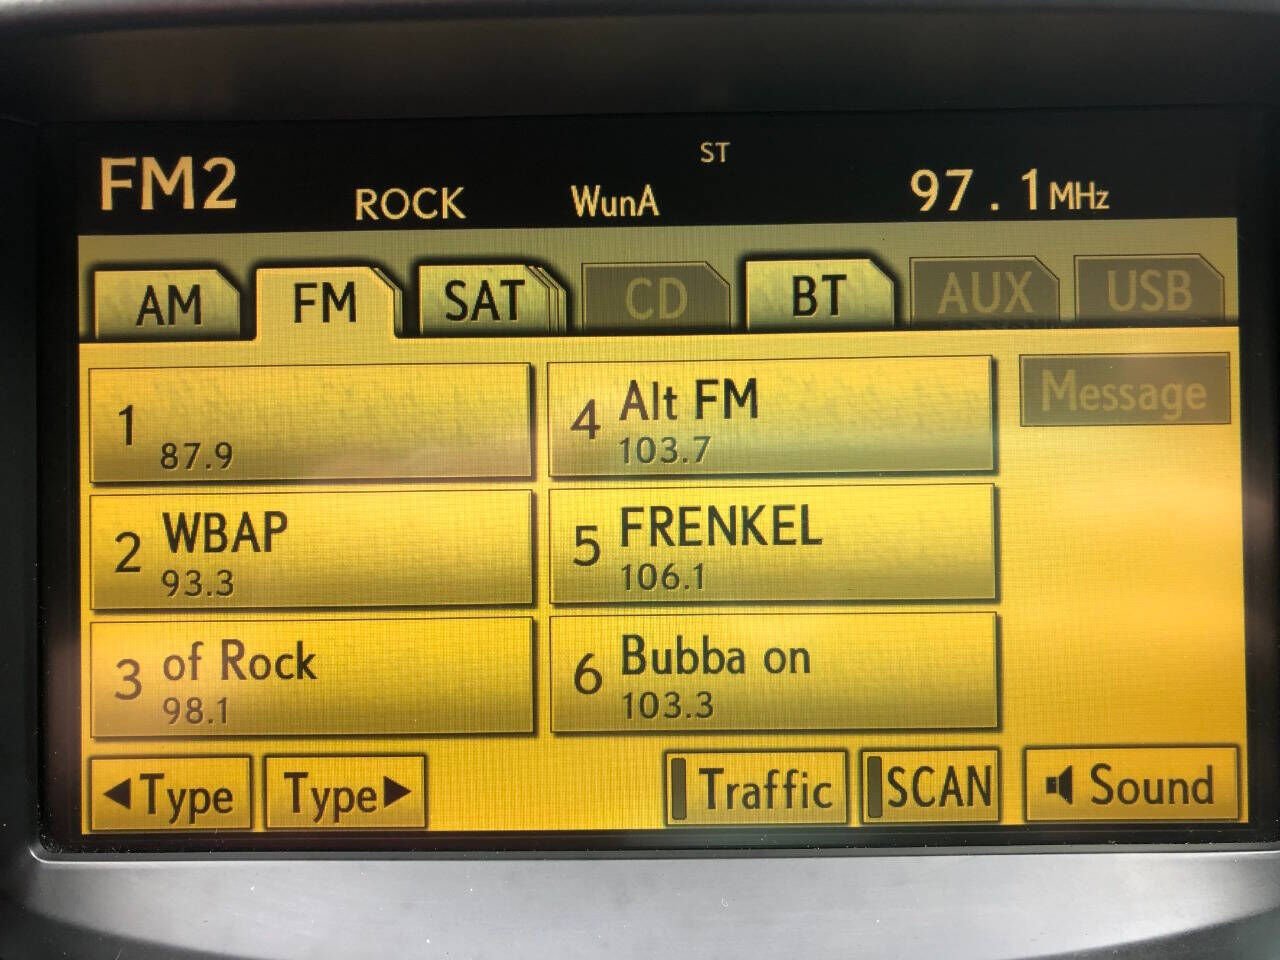 ST
FM2 ROCK WunA 97.1MHz
AM FM SAT CD BT AUX USB
1 87.9
4 Alt FM
103.7
Message
2 WBAP
93.3
5 FRENKEL
106.1
3 of Rock
98.1
6 Bubba on
103.3
◀Type Type▶ Traffic SCAN Sound